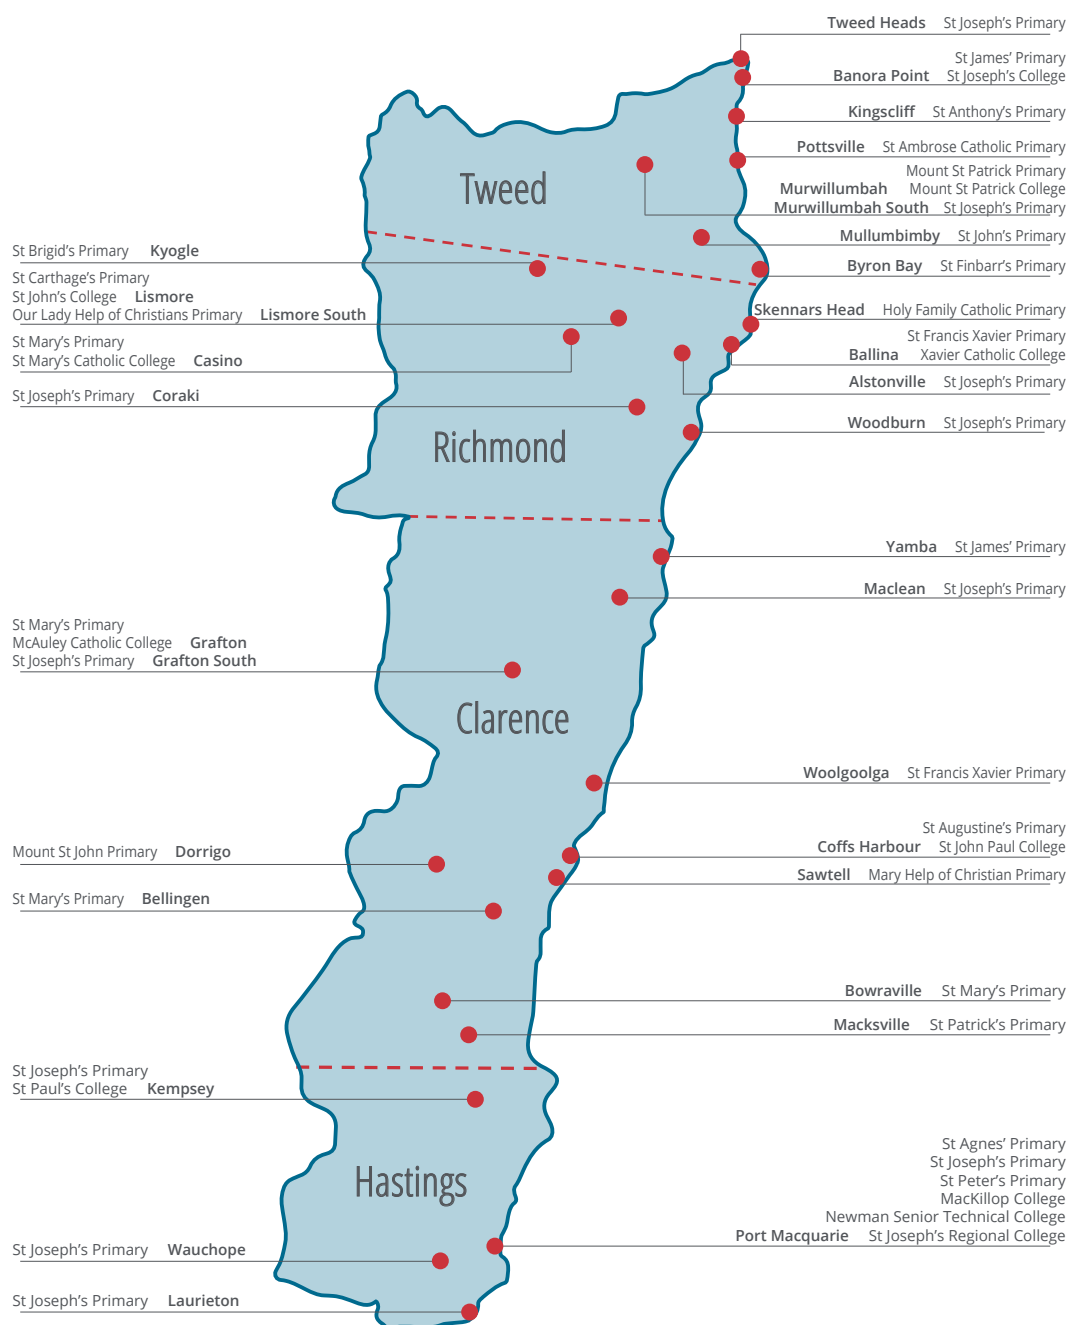 Tweed Heads St Joseph's Primary
St James' Primary
Banora Point St Joseph's College
Kingscliff St Anthony's Primary
Pottsville St Ambrose Catholic Primary
Mount St Patrick Primary
Murwillumbah Mount St Patrick College
Murwillumbah South St Joseph's Primary
Mullumbimby St John's Primary
Byron Bay St Finbarr's Primary
Skennars Head Holy Family Catholic Primary
St Francis Xavier Primary
Ballina Xavier Catholic College
Alstonville St Joseph's Primary
Woodburn St Joseph's Primary
Yamba St James' Primary
Maclean St Joseph's Primary
Woolgoolga St Francis Xavier Primary
St Augustine's Primary
Coffs Harbour St John Paul College
Sawtell Mary Help of Christian Primary
Bowraville St Mary's Primary
Macksville St Patrick's Primary
St Agnes' Primary
St Joseph's Primary
St Peter's Primary
MacKillop College
Newman Senior Technical College
Port Macquarie St Joseph's Regional College
Tweed
Richmond
Clarence
Hastings
St Brigid's Primary Kyogle
St Carthage's Primary
St John's College Lismore
Our Lady Help of Christians Primary Lismore South
St Mary's Primary
St Mary's Catholic College Casino
St Joseph's Primary Coraki
St Mary's Primary
McAuley Catholic College Grafton
St Joseph's Primary Grafton South
Mount St John Primary Dorrigo
St Mary's Primary Bellingen
St Joseph's Primary
St Paul's College Kempsey
St Joseph's Primary Wauchope
St Joseph's Primary Laurieton